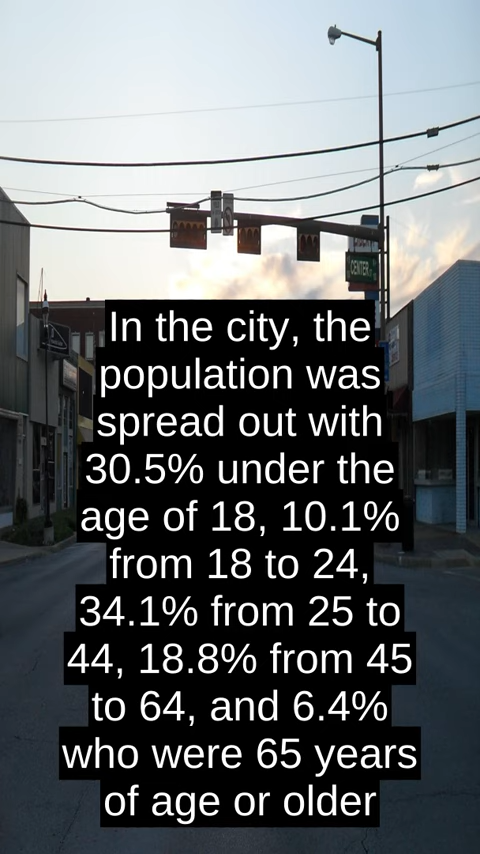 CENTER
In the city, the
population was
spread out with
30.5% under the
age of 18, 10.1%
from 18 to 24,
34.1% from 25 to
44, 18.8% from 45
to 64, and 6.4%
who were 65 years
of age or older